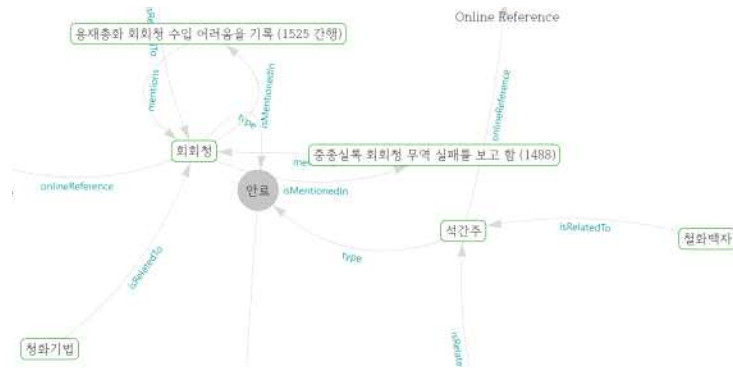 isRelatedTo
Online Reference
용재총화 회회청 수입 어려움을 기록 (1525 간행)
mentions
type
isMentionedIn
onlineReference
회회청
중종실록 회회청 무역 실패를 보고 함 (1488)
me
onlineReference
안료
isMentionedIn
석간주
isRelatedTo
철화백자
type
isRelatedTo
isRelate
청화기법